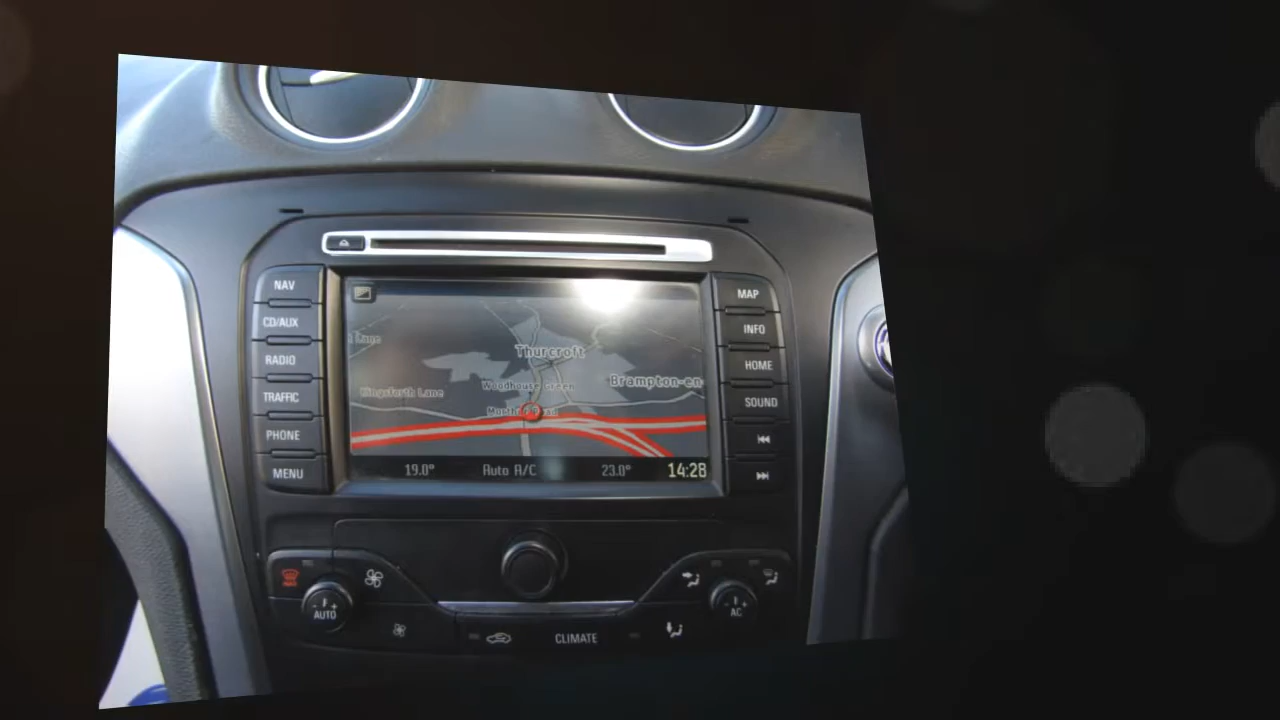 NAV
CD/AUX
RADIO
TRAFFIC
PHONE
MENU
Lane
Thurcroft
Woodhouse Green
Brampton-en
Kingsforth Lane
19.0° Auto A/C 23.0° 14:28
MAP
INFO
HOME
SOUND
AUTO
AC
CLIMATE